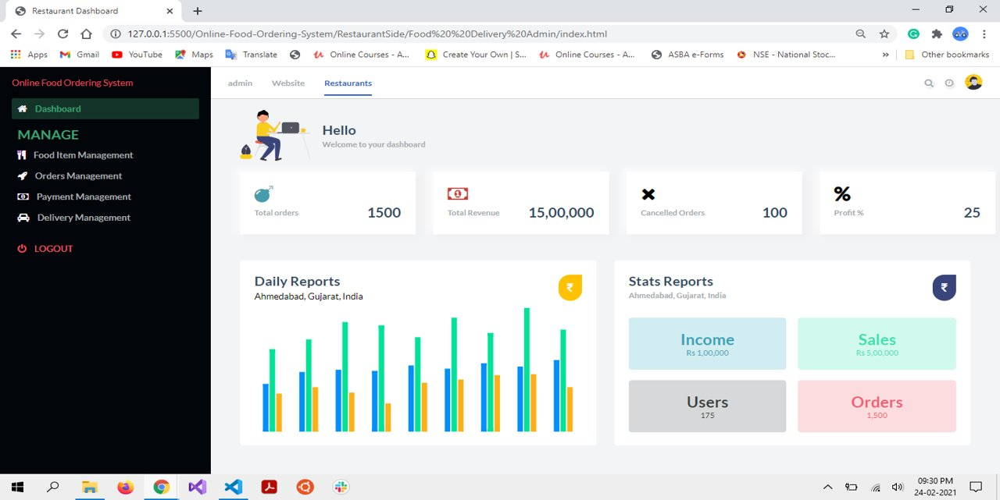 Restaurant Dashboard
127.0.0.1:5500/Online-Food-Ordering-System/RestaurantSide/Food%20%20Delivery%20Admin/index.html
Apps Gmail YouTube Maps Translate Online Courses - A... Create Your Own | S... Online Courses - A... ASBA e-Forms NSE - National Stoc... » Other bookmarks
Online Food Ordering System
Dashboard
MANAGE
Food Item Management
Orders Management
Payment Management
Delivery Management
LOGOUT
admin Website Restaurants
Hello
Welcome to your dashboard
Total orders 1500
Total Revenue 15,00,000
Cancelled Orders 100
%
Profit % 25
Daily Reports
Ahmedabad, Gujarat, India
₹
Stats Reports
Ahmedabad, Gujarat, India
₹
Income
Rs 1,00,000
Sales
Rs 5,00,000
Users
175
Orders
1,500
09:30 PM
24-02-2021